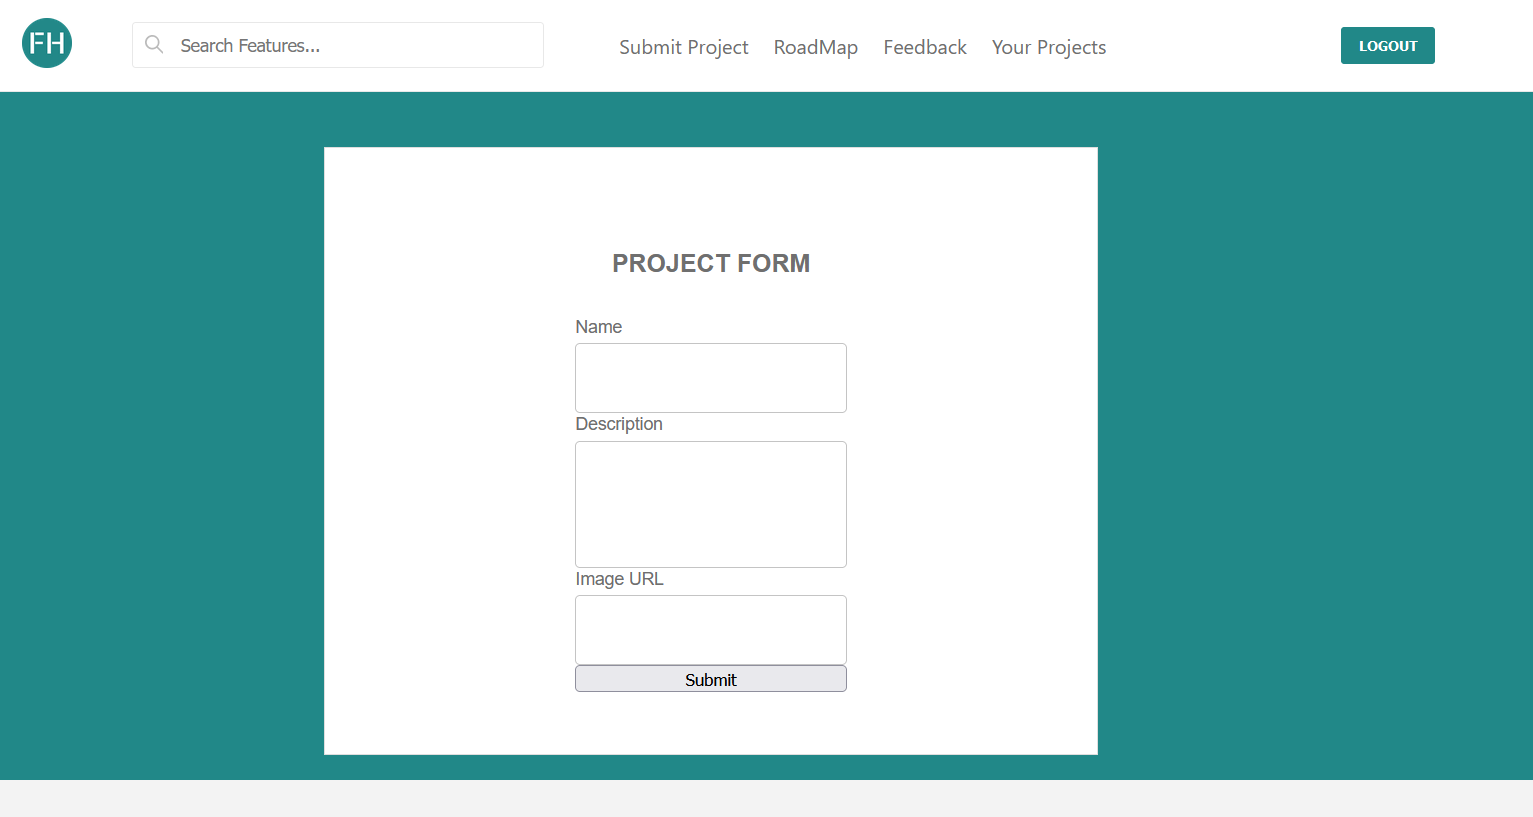 FH
Search Features...
Submit Project
RoadMap
Feedback
Your Projects
LOGOUT
PROJECT FORM
Name
Description
Image URL
Submit